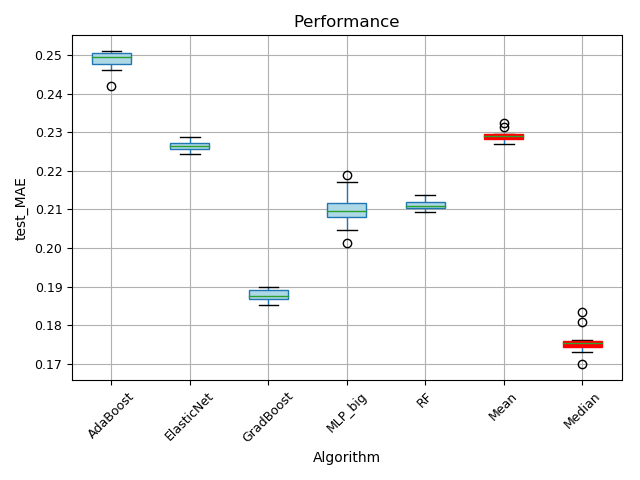 Performance
test_MAE
0.25
0.24
0.23
0.22
0.21
0.20
0.19
0.18
0.17
AdaBoost
ElasticNet
GradBoost
MLP_big
RF
Mean
Median
Algorithm